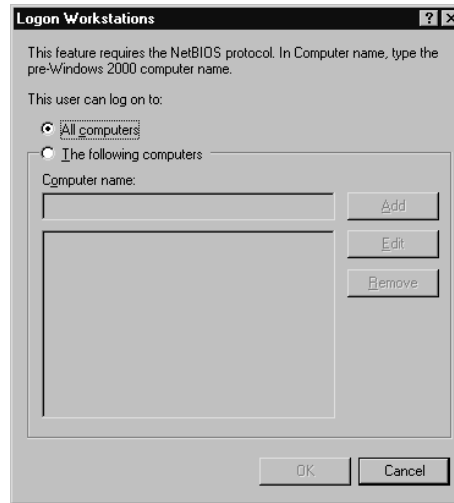 Logon Workstations
This feature requires the NetBIOS protocol. In Computer name, type the
pre-Windows 2000 computer name.
This user can log on to:
All computers
The following computers
Computer name:
Add
Edit
Remove
OK
Cancel